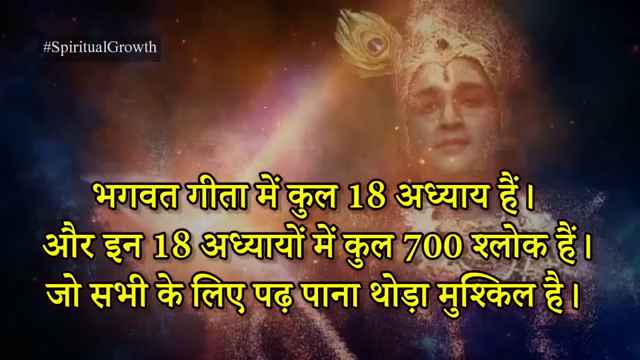 #SpiritualGrowth
भगवत गीता में कुल 18 अध्याय हैं।
और इन 18 अध्यायों में कुल 700 श्लोक हैं।
जो सभी के लिए पढ़ पाना थोड़ा मुश्किल है।